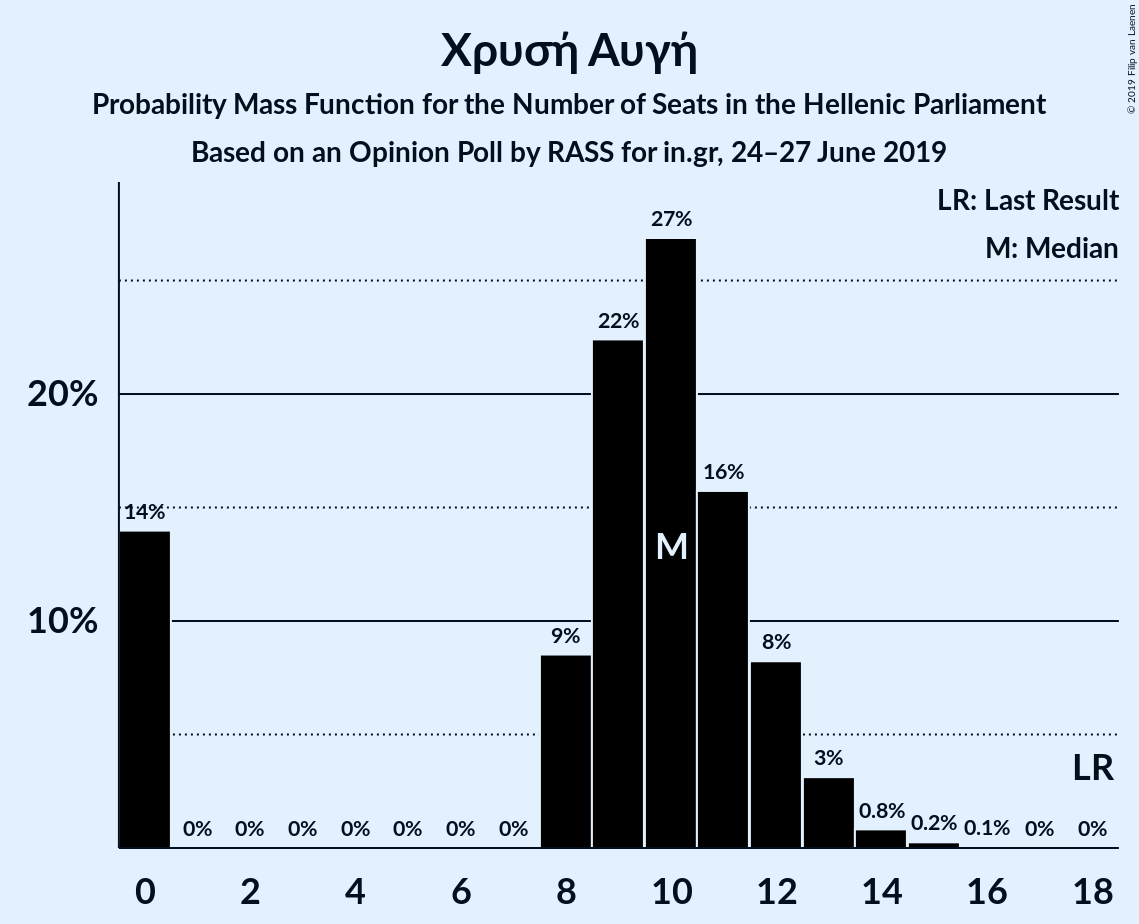 Χρυσή Αυγή
Probability Mass Function for the Number of Seats in the Hellenic Parliament
Based on an Opinion Poll by RASS for in.gr, 24–27 June 2019
© 2019 Filip van Laenen
LR: Last Result
M: Median
27%
22%
20%
16%
14%
M
10%
9%
8%
3%
LR
0.8%
0.2%
0.1%
0% 0% 0% 0% 0% 0% 0% 0% 0%
0 2 4 6 8 10 12 14 16 18